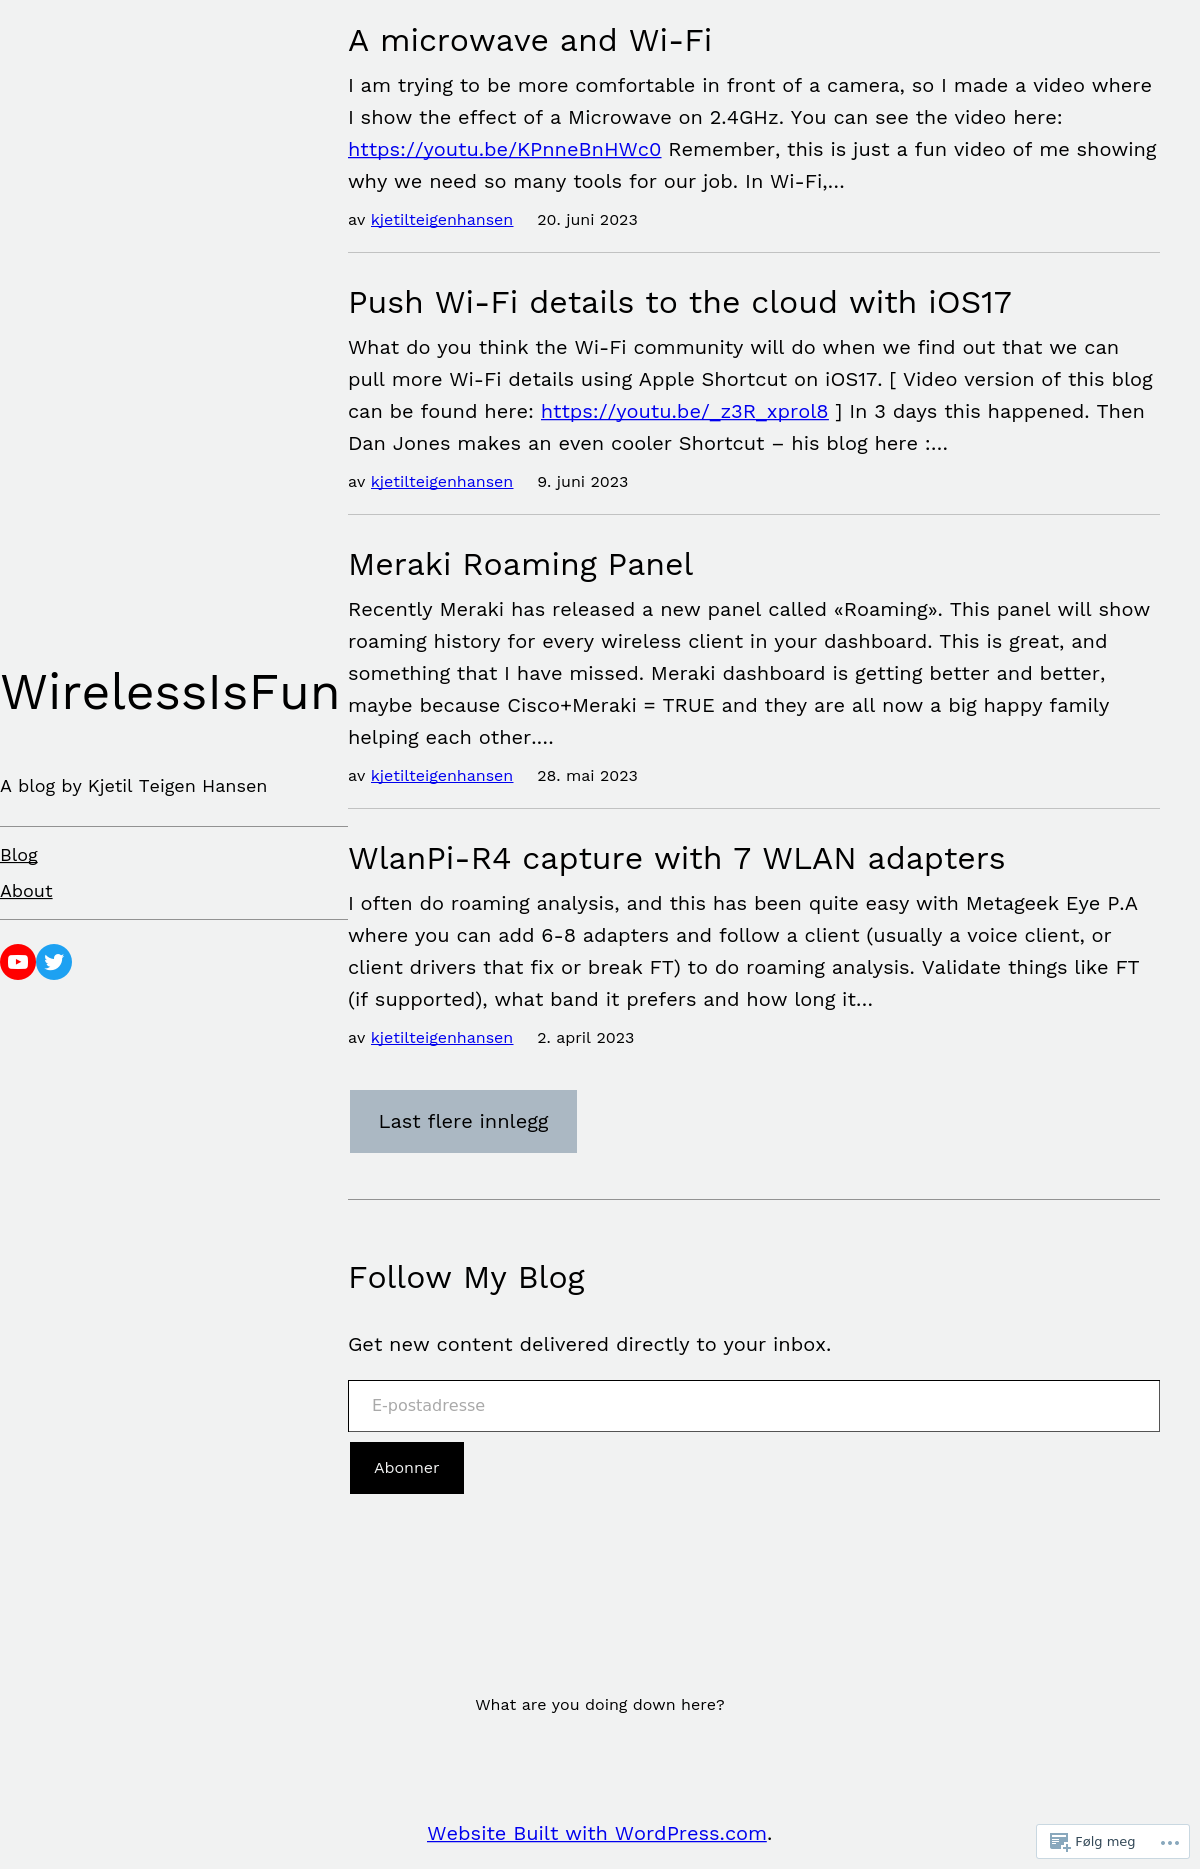 WirelessIsFun
A blog by Kjetil Teigen Hansen
Blog
About
A microwave and Wi-Fi
I am trying to be more comfortable in front of a camera, so I made a video where
I show the effect of a Microwave on 2.4GHz. You can see the video here:
https://youtu.be/KPnneBnHWc0 Remember, this is just a fun video of me showing
why we need so many tools for our job. In Wi-Fi,…
av kjetilteigenhansen 20. juni 2023
Push Wi-Fi details to the cloud with iOS17
What do you think the Wi-Fi community will do when we find out that we can
pull more Wi-Fi details using Apple Shortcut on iOS17. [ Video version of this blog
can be found here: https://youtu.be/_z3R_xprol8 ] In 3 days this happened. Then
Dan Jones makes an even cooler Shortcut – his blog here :…
av kjetilteigenhansen 9. juni 2023
Meraki Roaming Panel
Recently Meraki has released a new panel called «Roaming». This panel will show
roaming history for every wireless client in your dashboard. This is great, and
something that I have missed. Meraki dashboard is getting better and better,
maybe because Cisco+Meraki = TRUE and they are all now a big happy family
helping each other.…
av kjetilteigenhansen 28. mai 2023
WlanPi-R4 capture with 7 WLAN adapters
I often do roaming analysis, and this has been quite easy with Metageek Eye P.A
where you can add 6-8 adapters and follow a client (usually a voice client, or
client drivers that fix or break FT) to do roaming analysis. Validate things like FT
(if supported), what band it prefers and how long it…
av kjetilteigenhansen 2. april 2023
Last flere innlegg
Follow My Blog
Get new content delivered directly to your inbox.
E-postadresse
Abonner
What are you doing down here?
Website Built with WordPress.com.
Følg meg